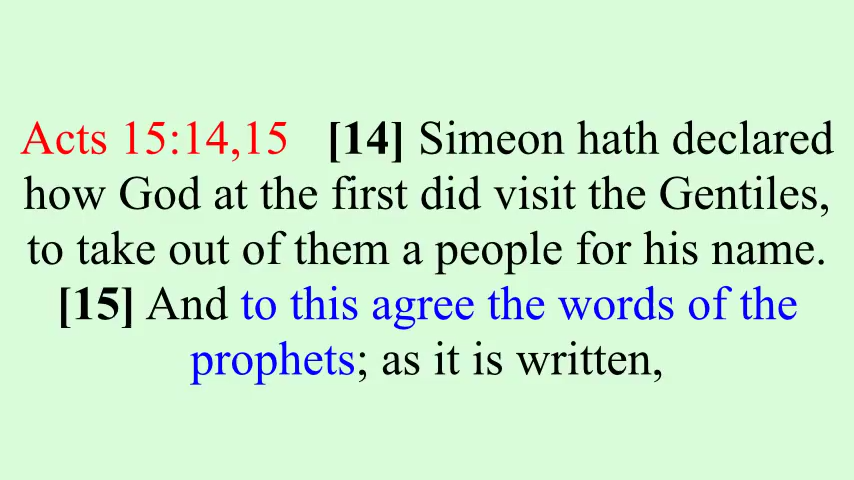 Acts 15:14,15 [14] Simeon hath declared
how God at the first did visit the Gentiles,
to take out of them a people for his name.
[15] And to this agree the words of the
prophets; as it is written,